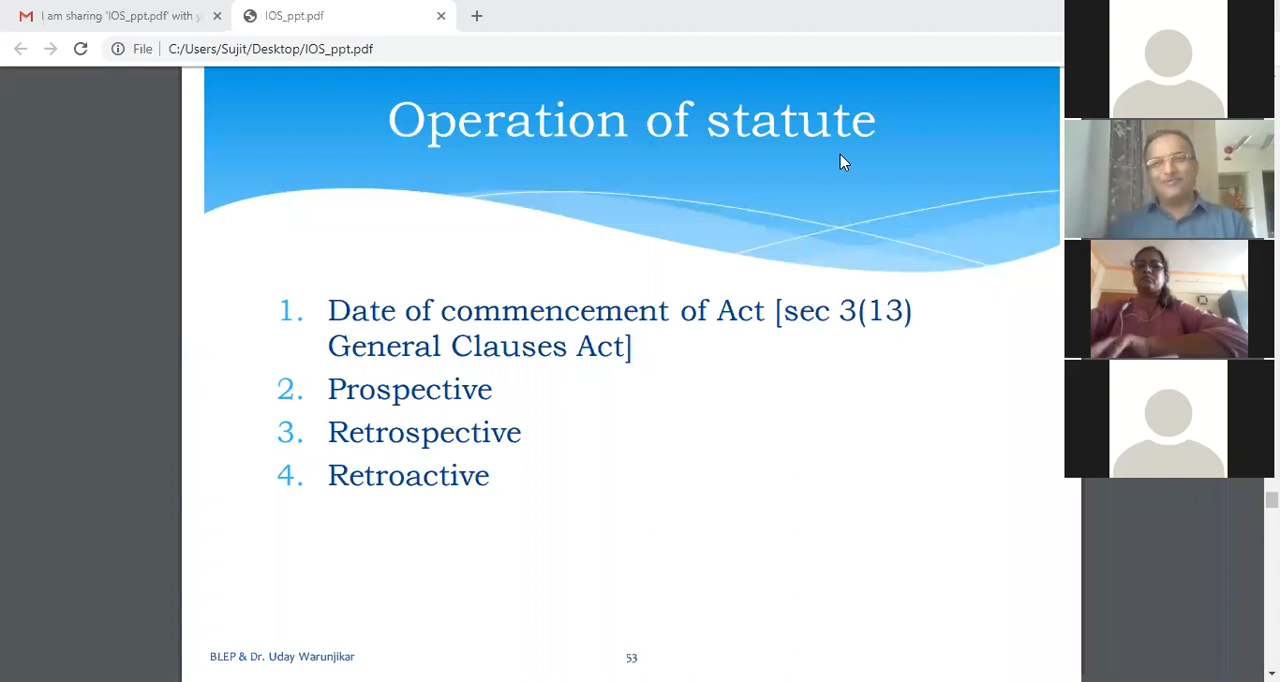 I am sharing 'IOS_ppt.pdf' with
IOS_ppt.pdf
File
C:/Users/Sujit/Desktop/IOS_ppt.pdf
Operation of statute
1. Date of commencement of Act [sec 3(13)
General Clauses Act]
2. Prospective
3. Retrospective
4. Retroactive
BLEP & Dr. Uday Warunjikar
53